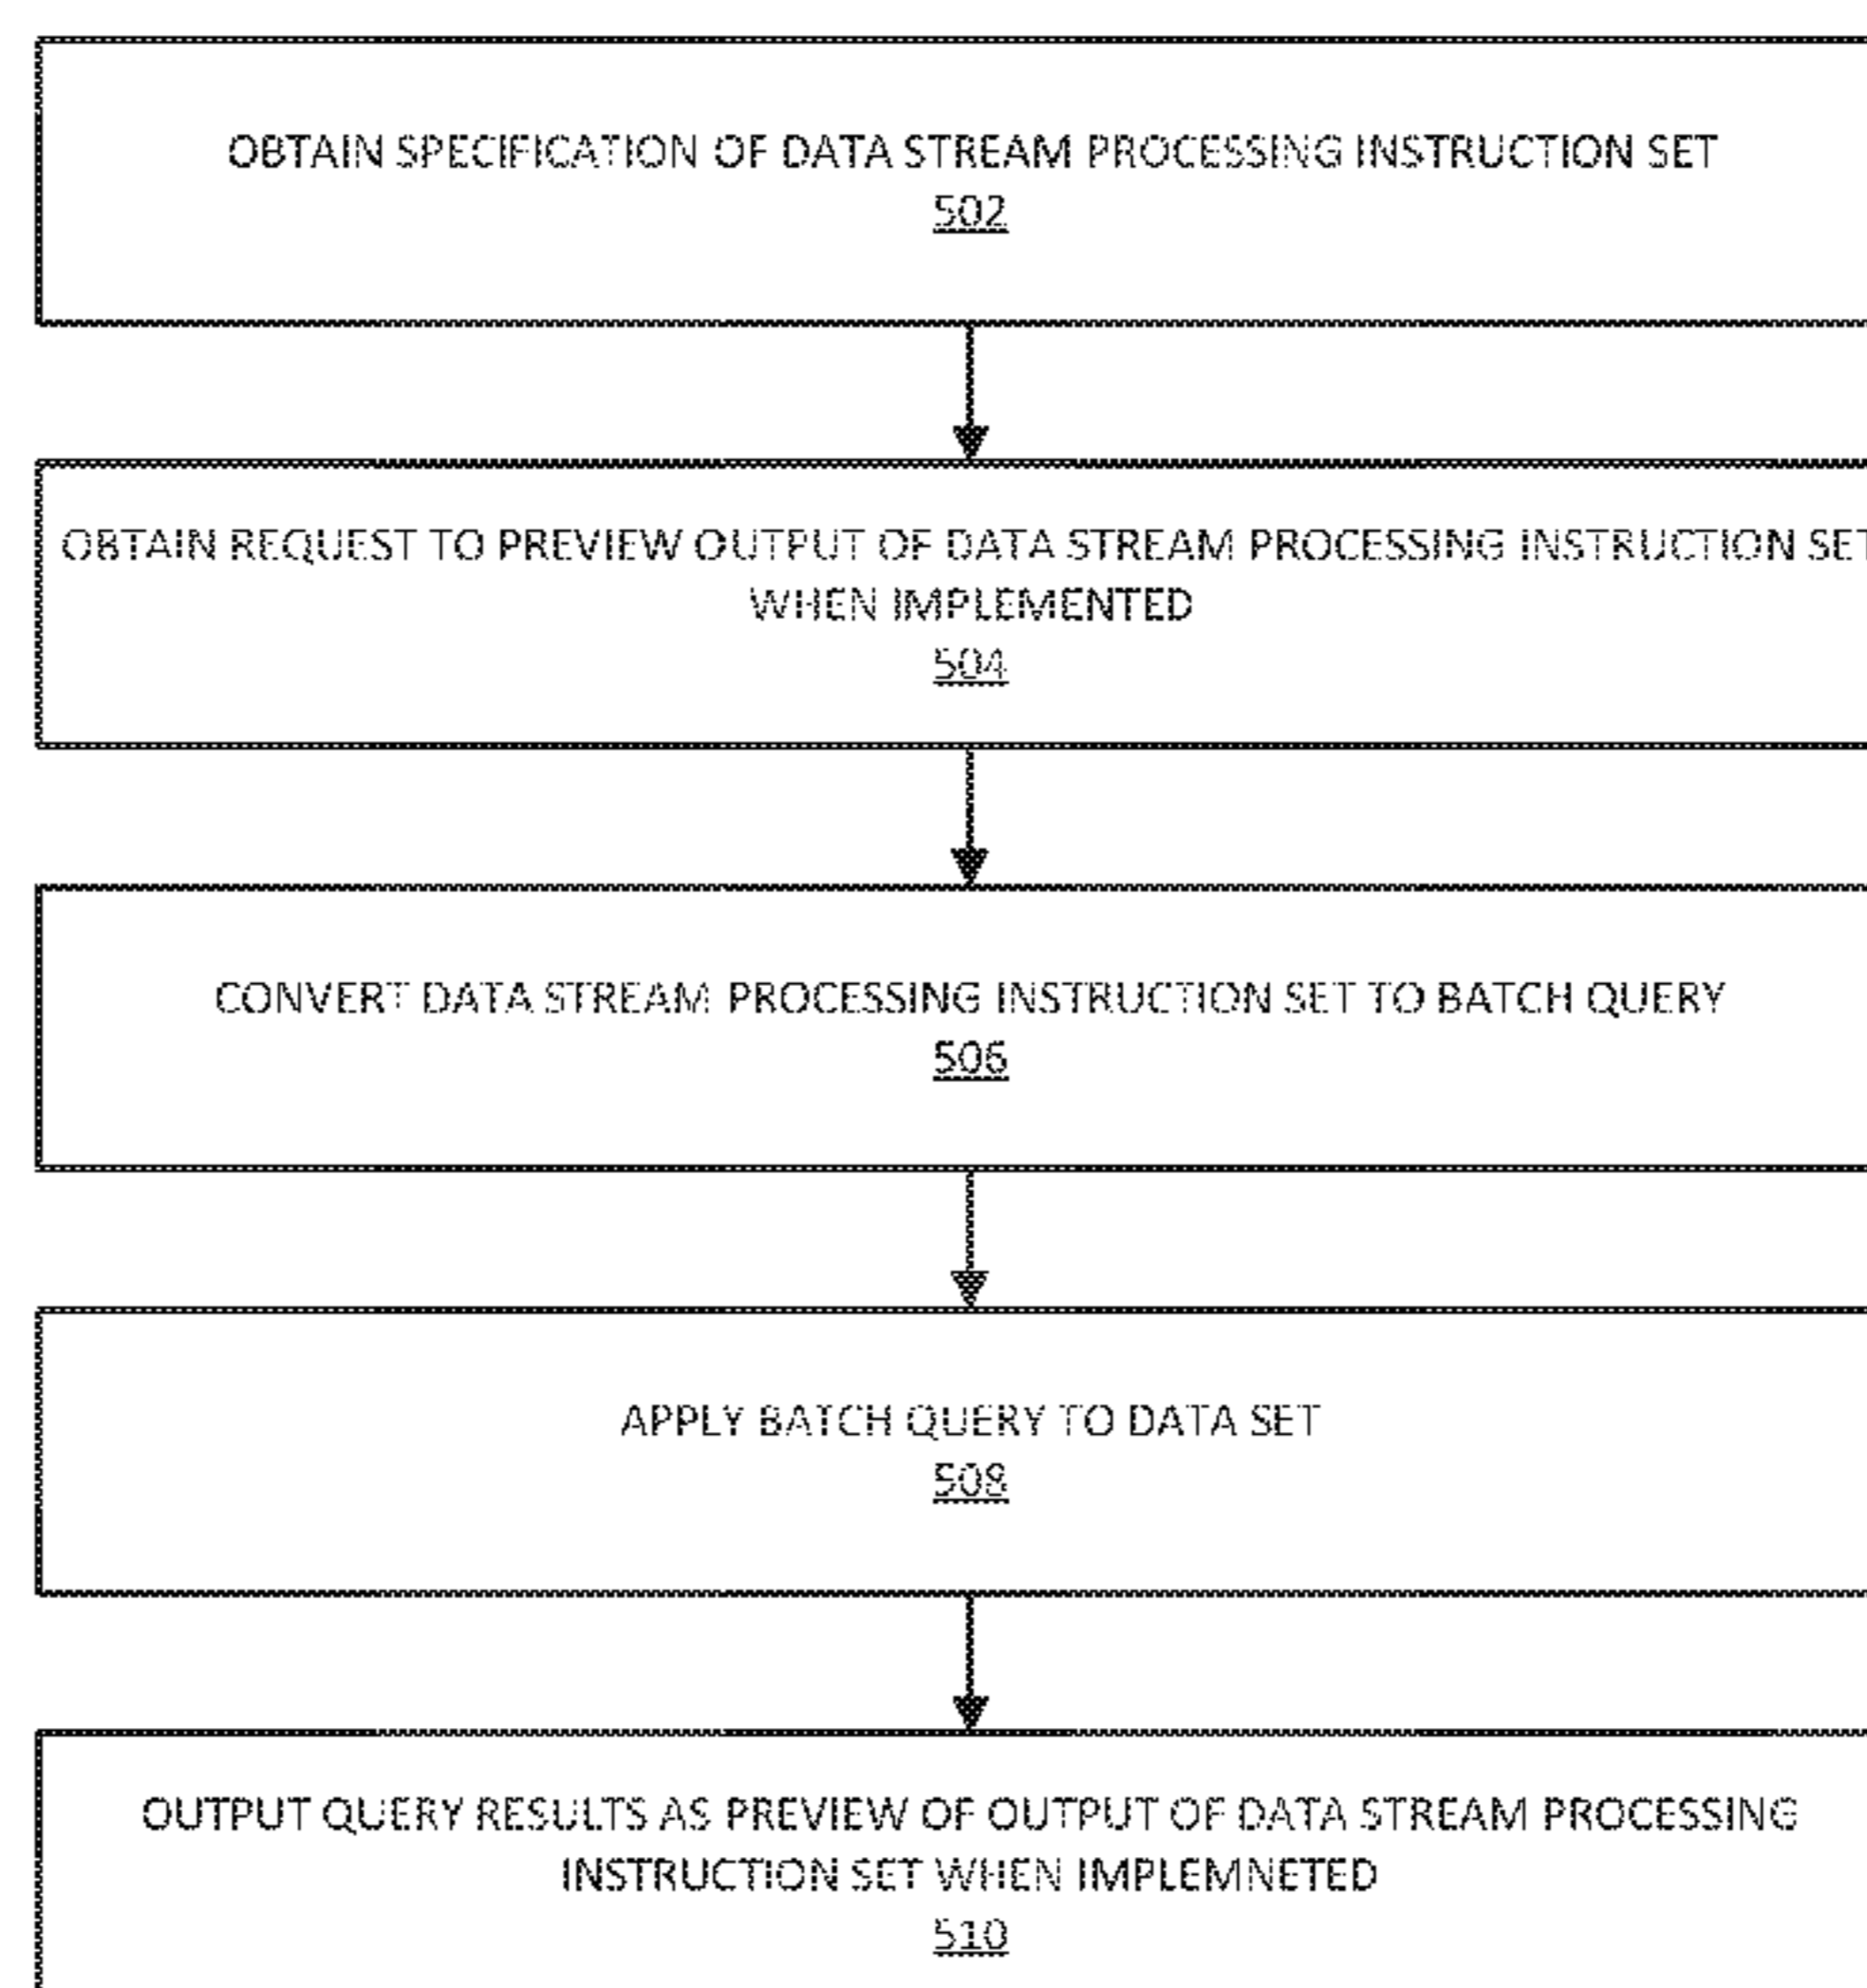 OBTAIN SPECIFICATION OF DATA STREAM PROCESSING INSTRUCTION SET
502
OBTAIN REQUEST TO PREVIEW OUTPUT OF DATA STREAM PROCESSING INSTRUCTION SET
WHEN IMPLEMENTED
504
CONVERT DATA STREAM PROCESSING INSTRUCTION SET TO BATCH QUERY
506
APPLY BATCH QUERY TO DATA SET
508
OUTPUT QUERY RESULTS AS PREVIEW OF OUTPUT OF DATA STREAM PROCESSING
INSTRUCTION SET WHEN IMPLEMNETED
510